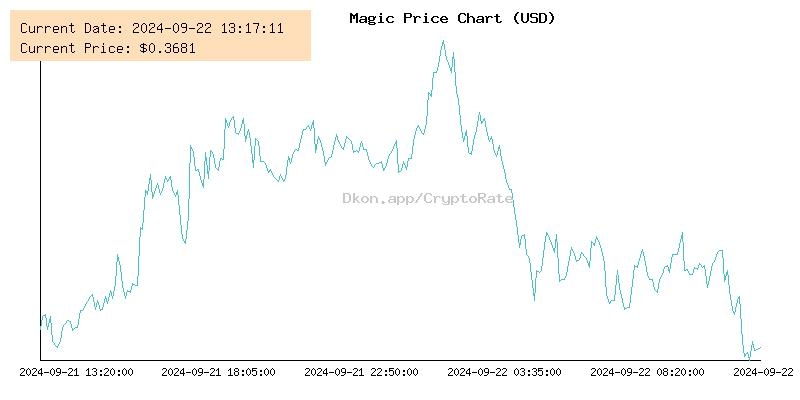 Magic Price Chart (USD)
Current Date: 2024-09-22 13:17:11
Current Price: $0.3681
Dkon.app/CryptoRate
2024-09-21 13:20:00 2024-09-21 18:05:00 2024-09-21 22:50:00 2024-09-22 03:35:00 2024-09-22 08:20:00 2024-09-22